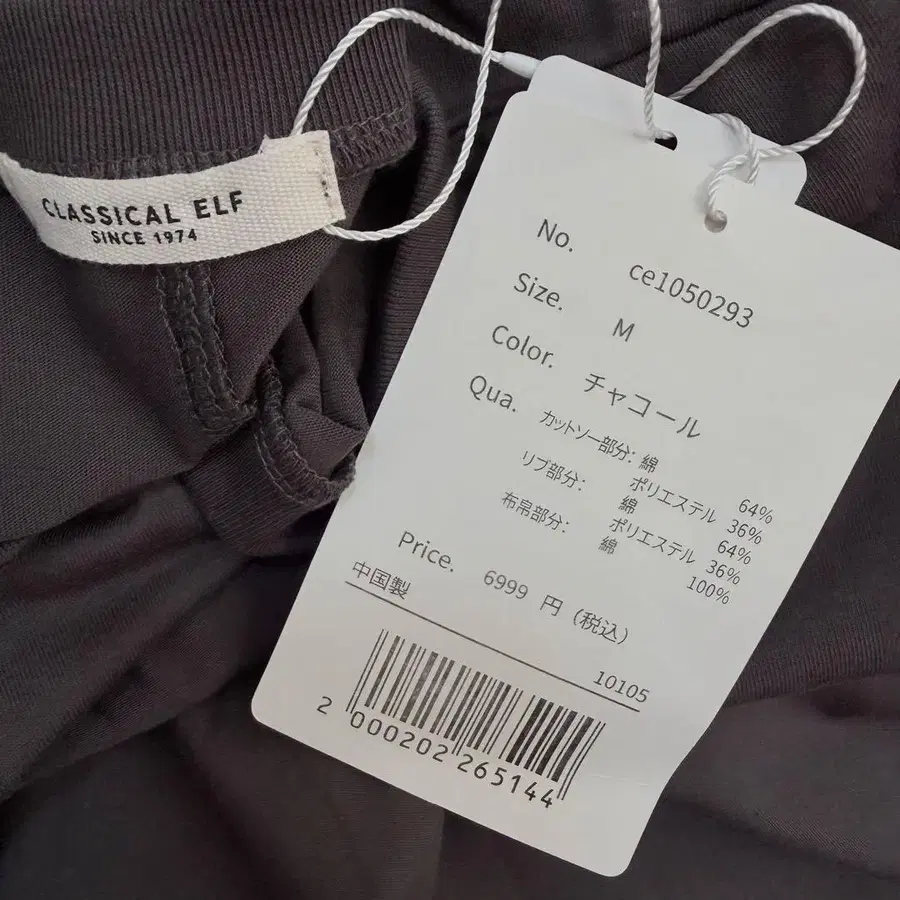 CLASSICAL ELF
SINCE 1974
No. ce1050293
Size. M
Color. チャコール
Qua. カットソー部分: 綿 64%
ポリエステル 36%
リブ部分: 綿 64%
ポリエステル 36%
布帛部分: 綿 100%
Price. 6999 円 (税込)
中国製 10105
2 000202 265144